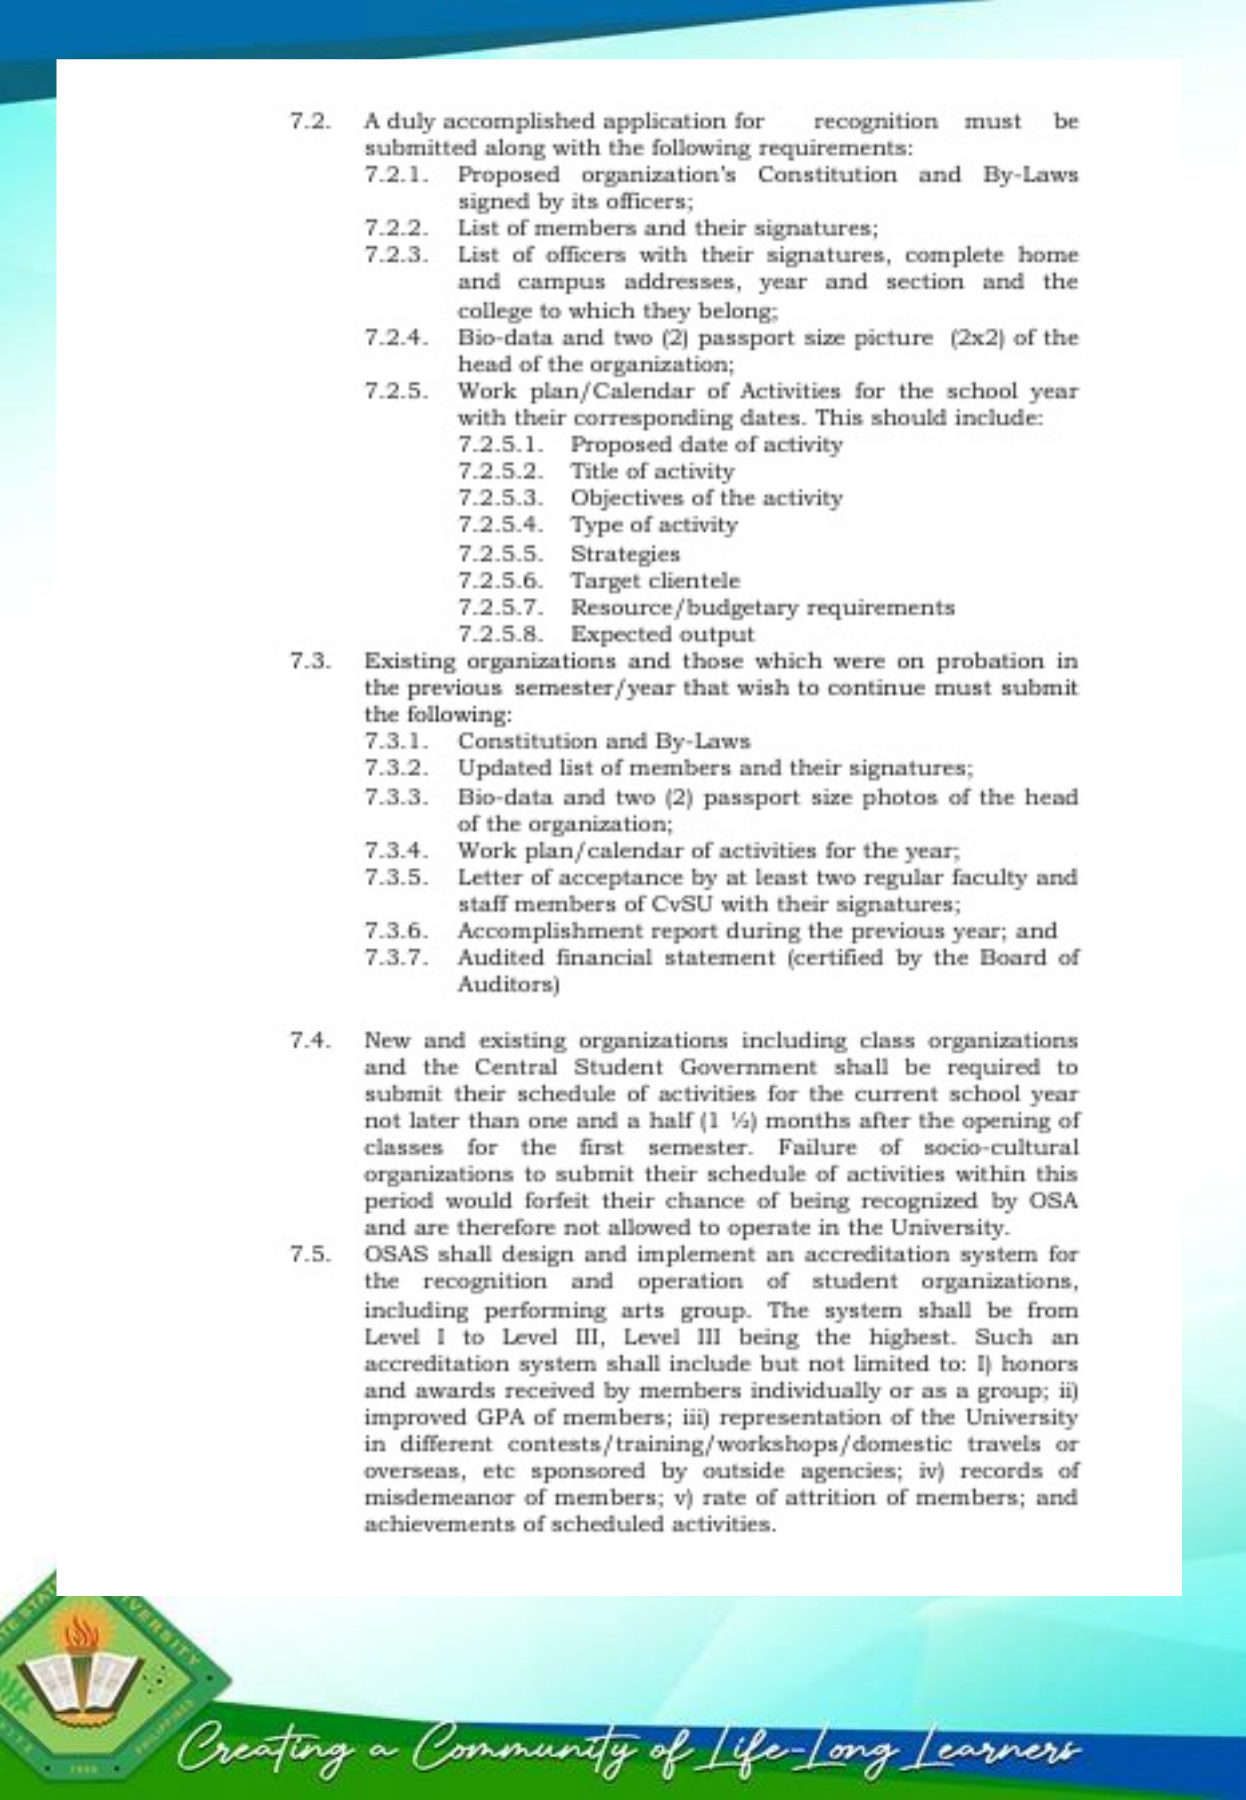 7.2. A duly accomplished application for recognition must be
submitted along with the following requirements:
7.2.1. Proposed organization's Constitution and By-Laws
signed by its officers;
7.2.2. List of members and their signatures;
7.2.3. List of officers with their signatures, complete home
and campus addresses, year and section and the
college to which they belong;
7.2.4. Bio-data and two (2) passport size picture (2x2) of the
head of the organization;
7.2.5. Work plan/Calendar of Activities for the school year
with their corresponding dates. This should include:
7.2.5.1. Proposed date of activity
7.2.5.2. Title of activity
7.2.5.3. Objectives of the activity
7.2.5.4. Type of activity
7.2.5.5. Strategies
7.2.5.6. Target clientele
7.2.5.7. Resource/budgetary requirements
7.2.5.8. Expected output
7.3. Existing organizations and those which were on probation in
the previous semester/year that wish to continue must submit
the following:
7.3.1. Constitution and By-Laws
7.3.2. Updated list of members and their signatures;
7.3.3. Bio-data and two (2) passport size photos of the head
of the organization;
7.3.4. Work plan/calendar of activities for the year;
7.3.5. Letter of acceptance by at least two regular faculty and
staff members of CvSU with their signatures;
7.3.6. Accomplishment report during the previous year; and
7.3.7. Audited financial statement (certified by the Board of
Auditors)
7.4. New and existing organizations including class organizations
and the Central Student Government shall be required to
submit their schedule of activities for the current school year
not later than one and a half (1 ½) months after the opening of
classes for the first semester. Failure of socio-cultural
organizations to submit their schedule of activities within this
period would forfeit their chance of being recognized by OSA
and are therefore not allowed to operate in the University.
7.5. OSAS shall design and implement an accreditation system for
the recognition and operation of student organizations,
including performing arts group. The system shall be from
Level I to Level III, Level III being the highest. Such an
accreditation system shall include but not limited to: I) honors
and awards received by members individually or as a group; ii)
improved GPA of members; iii) representation of the University
in different contests/training/workshops/domestic travels or
overseas, etc sponsored by outside agencies; iv) records of
misdemeanor of members; v) rate of attrition of members; and
achievements of scheduled activities.
Creating a Community of Life-Long Learners